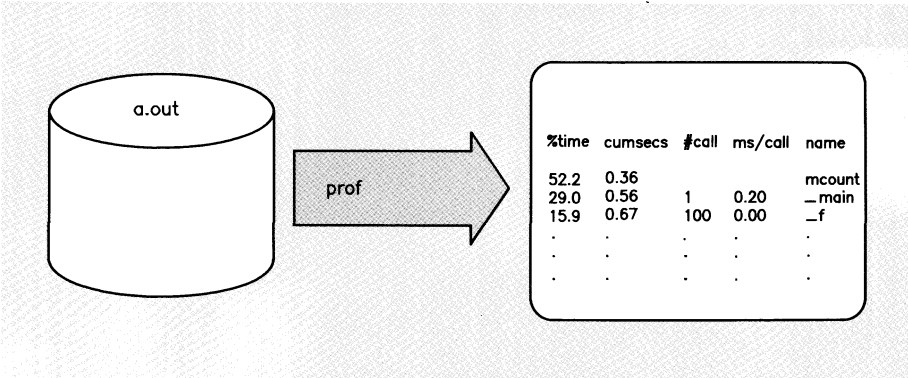 a.out
prof
%time cumsecs #call ms/call name
52.2 0.36 mcount
29.0 0.56 1 0.20 _main
15.9 0.67 100 0.00 _f
. . . . .
. . . . .
. . . . .